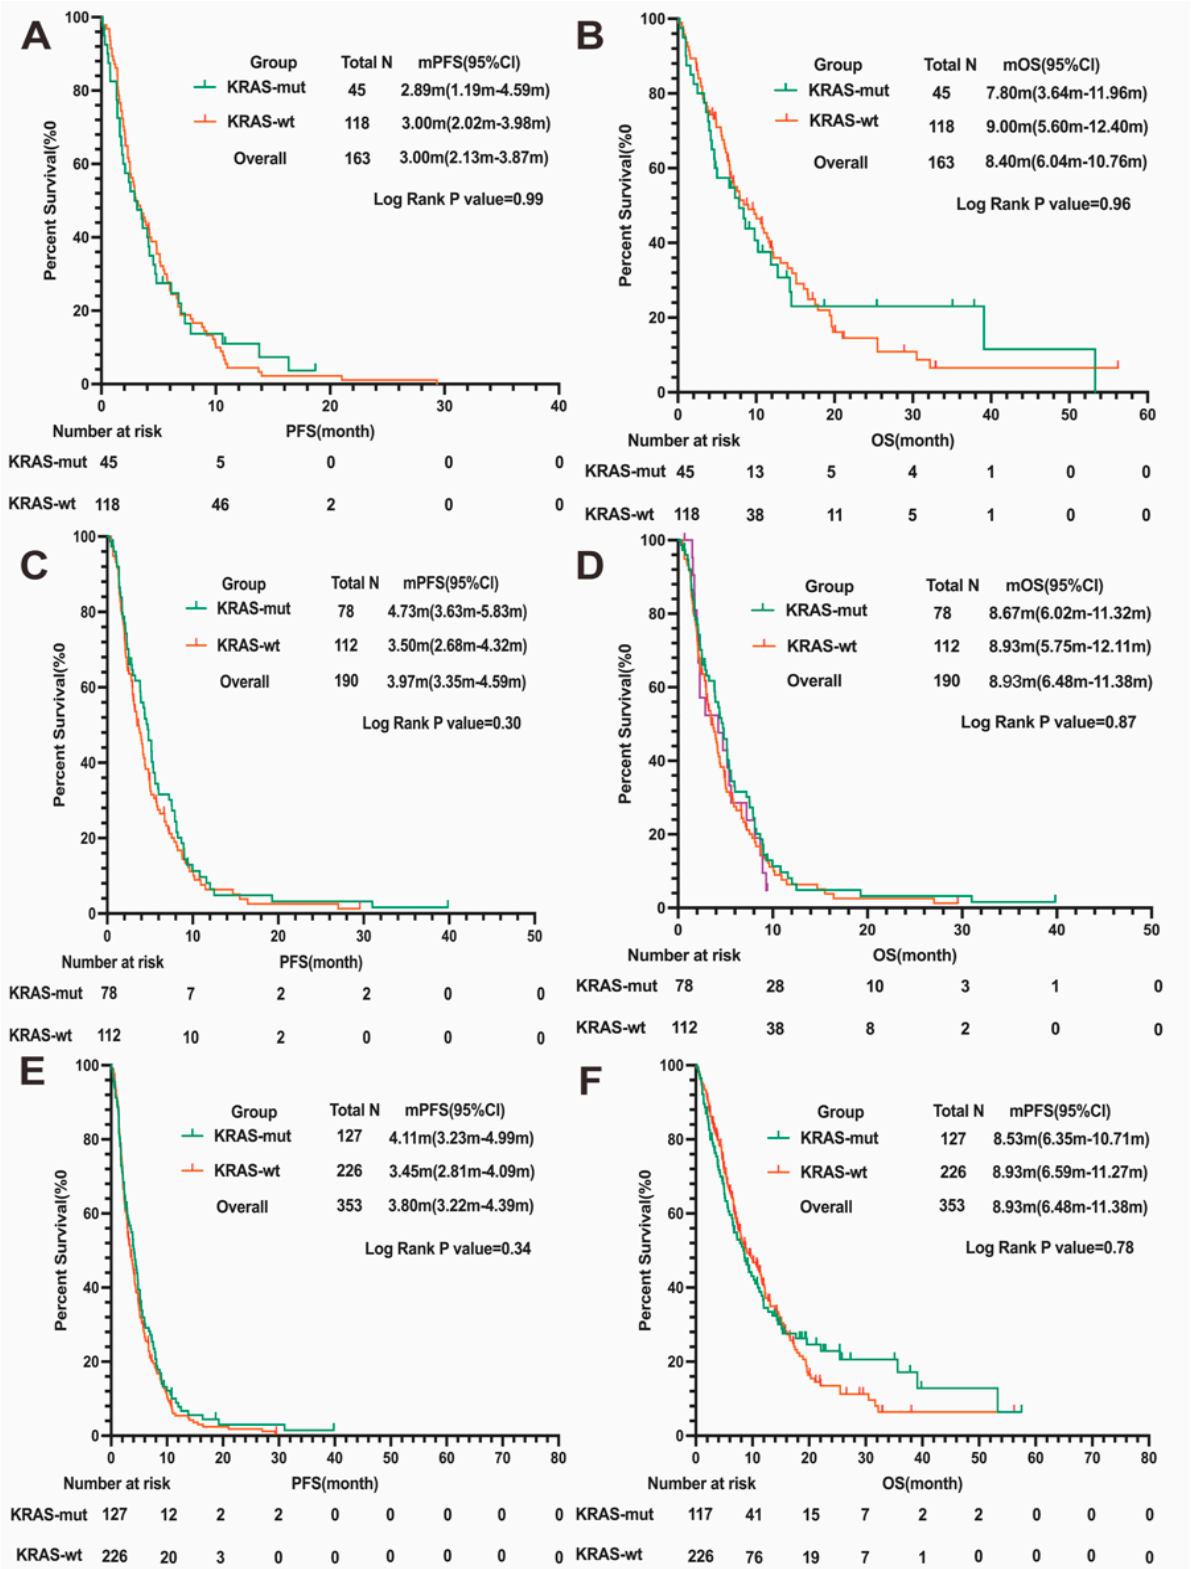 A
Percent Survival(%0
100
80
60
40
20
0
Group Total N mPFS(95%CI)
KRAS-mut 45 2.89m(1.19m-4.59m)
KRAS-wt 118 3.00m(2.02m-3.98m)
Overall 163 3.00m(2.13m-3.87m)
Log Rank P value=0.99
0 10 20 30 40
Number at risk PFS(month)
KRAS-mut 45 5 0 0 0
KRAS-wt 118 46 2 0 0
B
Percent Survival(%0
100
80
60
40
20
0
Group Total N mOS(95%CI)
KRAS-mut 45 7.80m(3.64m-11.96m)
KRAS-wt 118 9.00m(5.60m-12.40m)
Overall 163 8.40m(6.04m-10.76m)
Log Rank P value=0.96
0 10 20 30 40 50 60
Number at risk OS(month)
KRAS-mut 45 13 5 4 1 0 0
KRAS-wt 118 38 11 5 1 0 0
C
Percent Survival(%0
100
80
60
40
20
0
Group Total N mPFS(95%CI)
KRAS-mut 78 4.73m(3.63m-5.83m)
KRAS-wt 112 3.50m(2.68m-4.32m)
Overall 190 3.97m(3.35m-4.59m)
Log Rank P value=0.30
0 10 20 30 40 50
Number at risk PFS(month)
KRAS-mut 78 7 2 2 0 0
KRAS-wt 112 10 2 0 0 0
D
Percent Survival(%0
100
80
60
40
20
0
Group Total N mOS(95%CI)
KRAS-mut 78 8.67m(6.02m-11.32m)
KRAS-wt 112 8.93m(5.75m-12.11m)
Overall 190 8.93m(6.48m-11.38m)
Log Rank P value=0.87
0 10 20 30 40 50
Number at risk OS(month)
KRAS-mut 78 28 10 3 1 0
KRAS-wt 112 38 8 2 0 0
E
Percent Survival(%0
100
80
60
40
20
0
Group Total N mPFS(95%CI)
KRAS-mut 127 4.11m(3.23m-4.99m)
KRAS-wt 226 3.45m(2.81m-4.09m)
Overall 353 3.80m(3.22m-4.39m)
Log Rank P value=0.34
0 10 20 30 40 50 60 70 80
Number at risk PFS(month)
KRAS-mut 127 12 2 2 0 0 0 0 0
KRAS-wt 226 20 3 0 0 0 0 0 0
F
Percent Survival(%0
100
80
60
40
20
0
Group Total N mPFS(95%CI)
KRAS-mut 127 8.53m(6.35m-10.71m)
KRAS-wt 226 8.93m(6.59m-11.27m)
Overall 353 8.93m(6.48m-11.38m)
Log Rank P value=0.78
0 10 20 30 40 50 60 70 80
Number at risk OS(month)
KRAS-mut 117 41 15 7 2 2 0 0 0
KRAS-wt 226 76 19 7 1 0 0 0 0